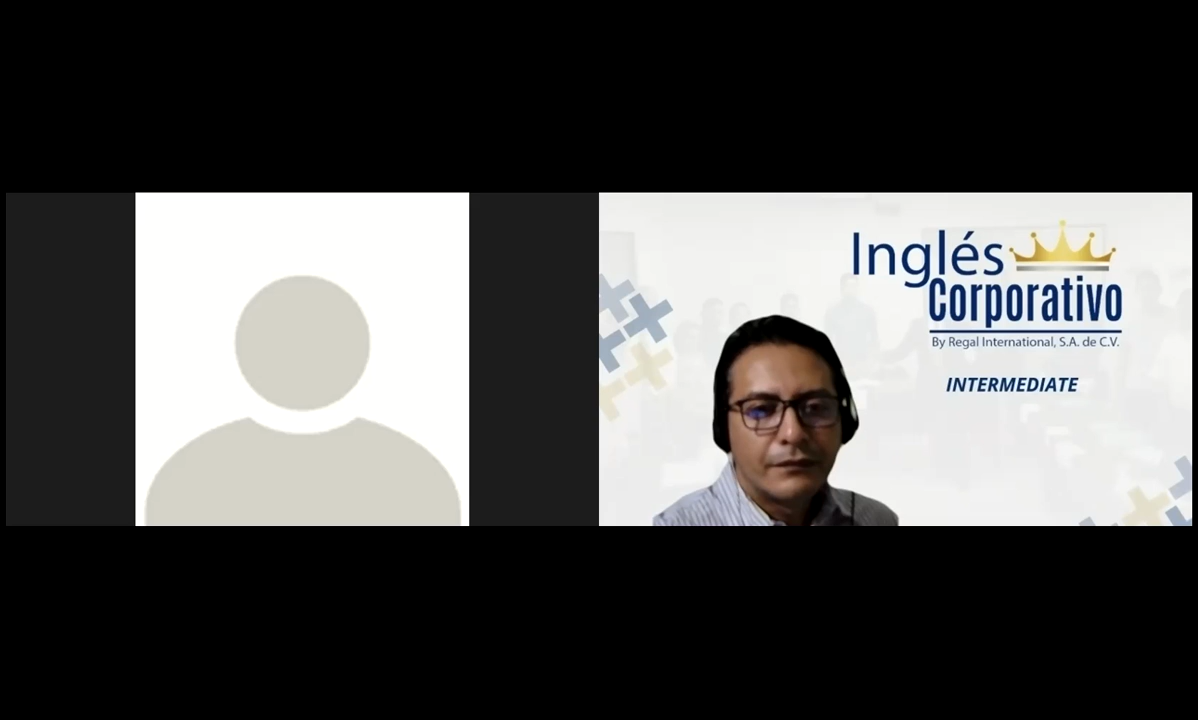 Inglés
Corporativo
By Regal International, S.A. de C.V.
INTERMEDIATE